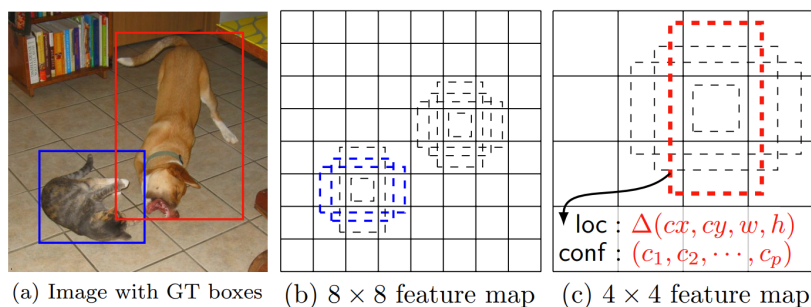 loc : Δ(cx, cy, w, h)
conf : (c₁, c₂, ⋯, cₚ)
(a) Image with GT boxes
(b) 8 × 8 feature map
(c) 4 × 4 feature map